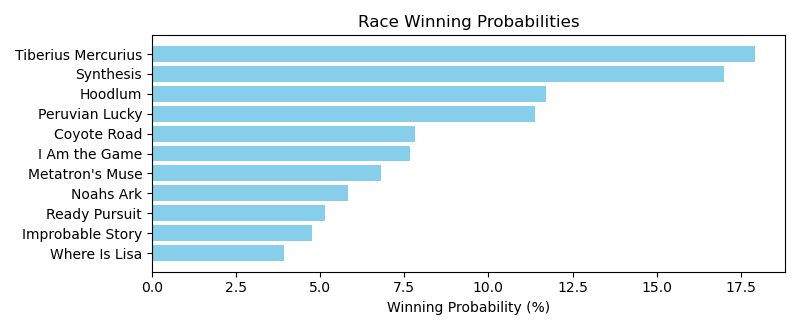 Race Winning Probabilities
Tiberius Mercurius
Synthesis
Hoodlum
Peruvian Lucky
Coyote Road
I Am the Game
Metatron's Muse
Noahs Ark
Ready Pursuit
Improbable Story
Where Is Lisa
0.0 2.5 5.0 7.5 10.0 12.5 15.0 17.5
Winning Probability (%)